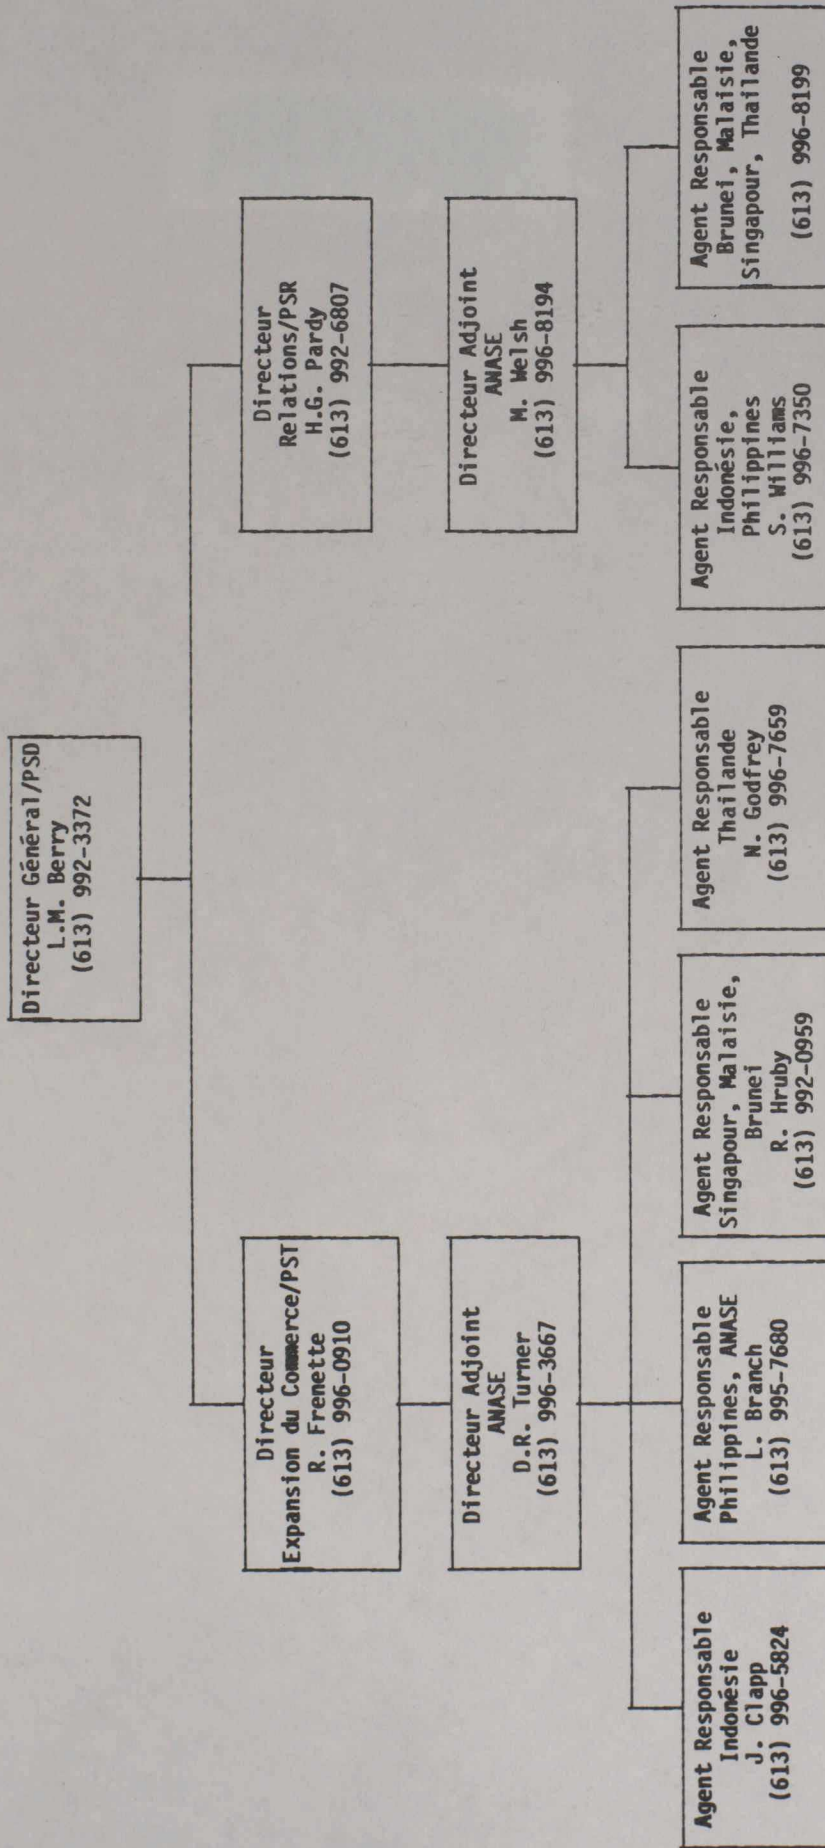 Directeur Général/PSD
L.M. Berry
(613) 992-3372
Directeur
Expansion du Commerce/PST
R. Frenette
(613) 996-0910
Directeur
Relations/PSR
H.G. Pardy
(613) 992-6807
Directeur Adjoint
ANASE
D.R. Turner
(613) 996-3667
Directeur Adjoint
ANASE
M. Welsh
(613) 996-8194
Agent Responsable
Indonésie
J. Clapp
(613) 996-5824
Agent Responsable
Philippines, ANASE
L. Branch
(613) 995-7680
Agent Responsable
Singapour, Malaisie,
Brunei
R. Hruby
(613) 992-0959
Agent Responsable
Thailande
N. Godfrey
(613) 996-7659
Agent Responsable
Indonésie,
Philippines
S. Williams
(613) 996-7350
Agent Responsable
Brunei, Malaisie,
Singapour, Thailande
(613) 996-8199